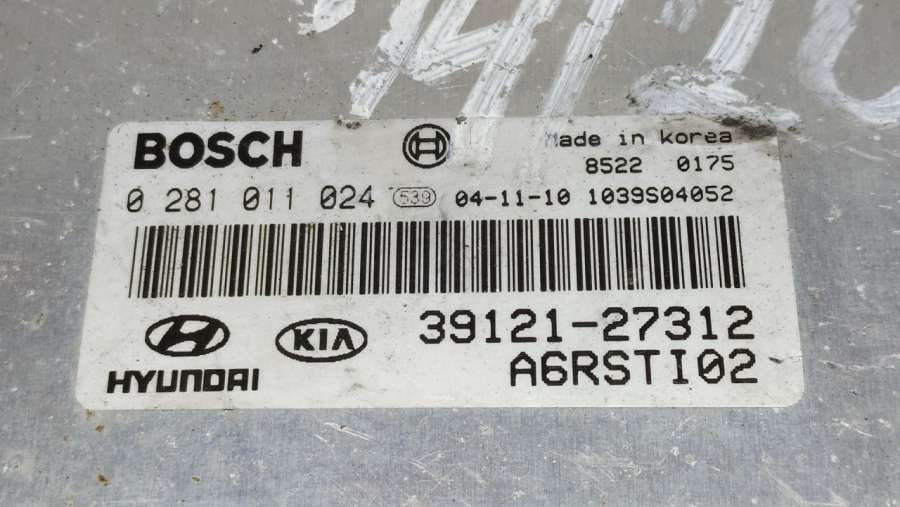 BOSCH
Made in Korea
8522 0175
0 281 011 024 539 04-11-10 1039S04052
39121-27312
HYUNDAI KIA
A6RSTI02